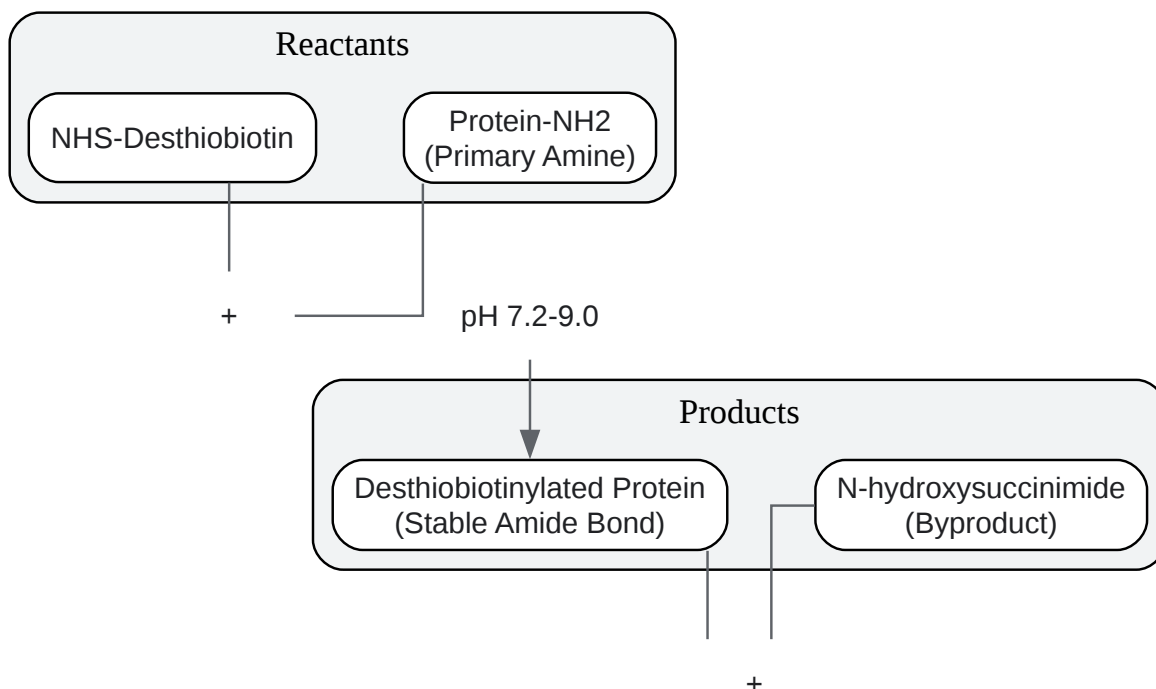 Reactants
NHS-Desthiobiotin
Protein-NH2
(Primary Amine)
+
pH 7.2-9.0
Products
Desthiobiotinylated Protein
(Stable Amide Bond)
N-hydroxysuccinimide
(Byproduct)
+